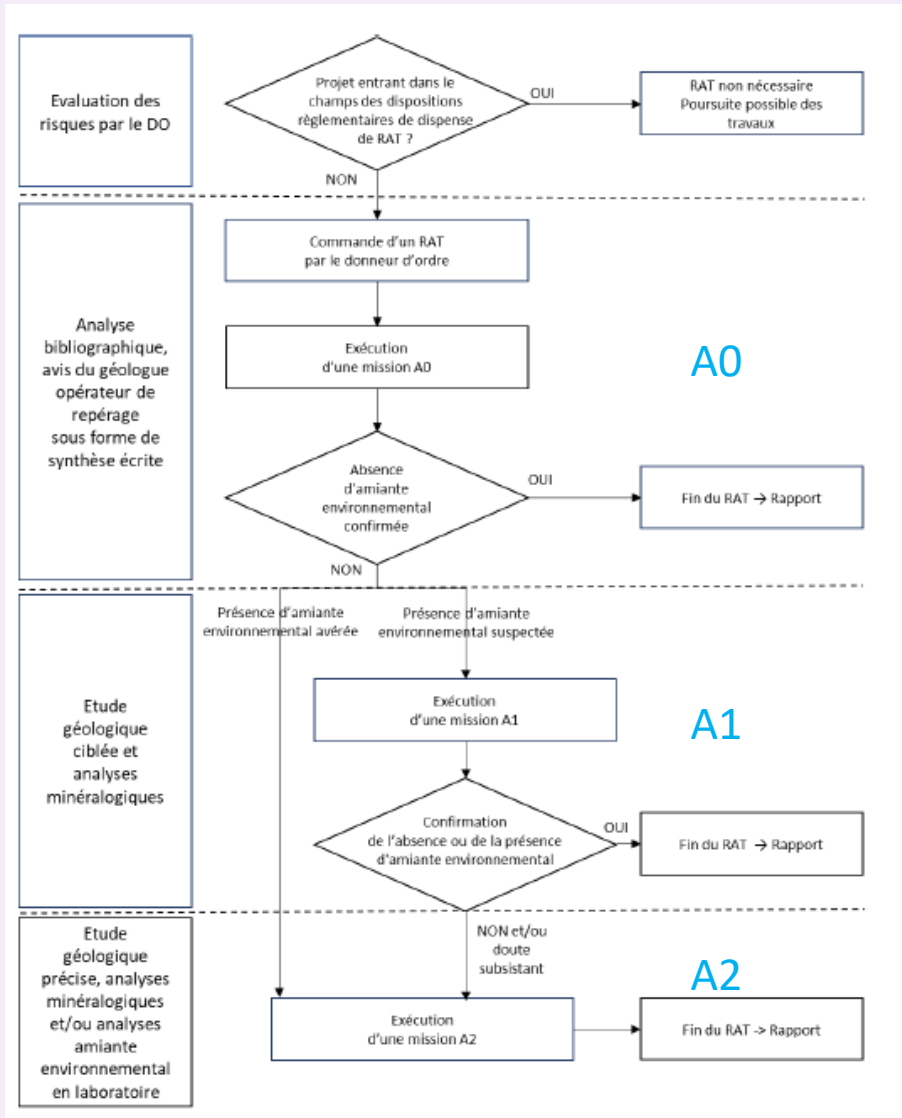 Evaluation des
risques par le DO
Projet entrant dans le
champs des dispositions
règlementaires de dispense
de RAT ?
OUI
RAT non nécessaire
Poursuite possible des
travaux
NON
Analyse
bibliographique,
avis du géologue
opérateur de
repérage
sous forme de
synthèse écrite
Commande d'un RAT
par le donneur d'ordre
Exécution
d'une mission A0
A0
Absence
d'amiante
environnemental
confirmée
OUI
Fin du RAT → Rapport
NON
Présence d'amiante
environnemental avérée
Présence d'amiante
environnemental suspectée
Etude
géologique
ciblée et
analyses
minéralogiques
Exécution
d'une mission A1
A1
Confirmation
de l'absence ou de la présence
d'amiante environnemental
OUI
Fin du RAT → Rapport
NON et/ou
doute
subsistant
Etude
géologique
précise, analyses
minéralogiques
et/ou analyses
amiante
environnemental
en laboratoire
A2
Exécution
d'une mission A2
Fin du RAT -> Rapport